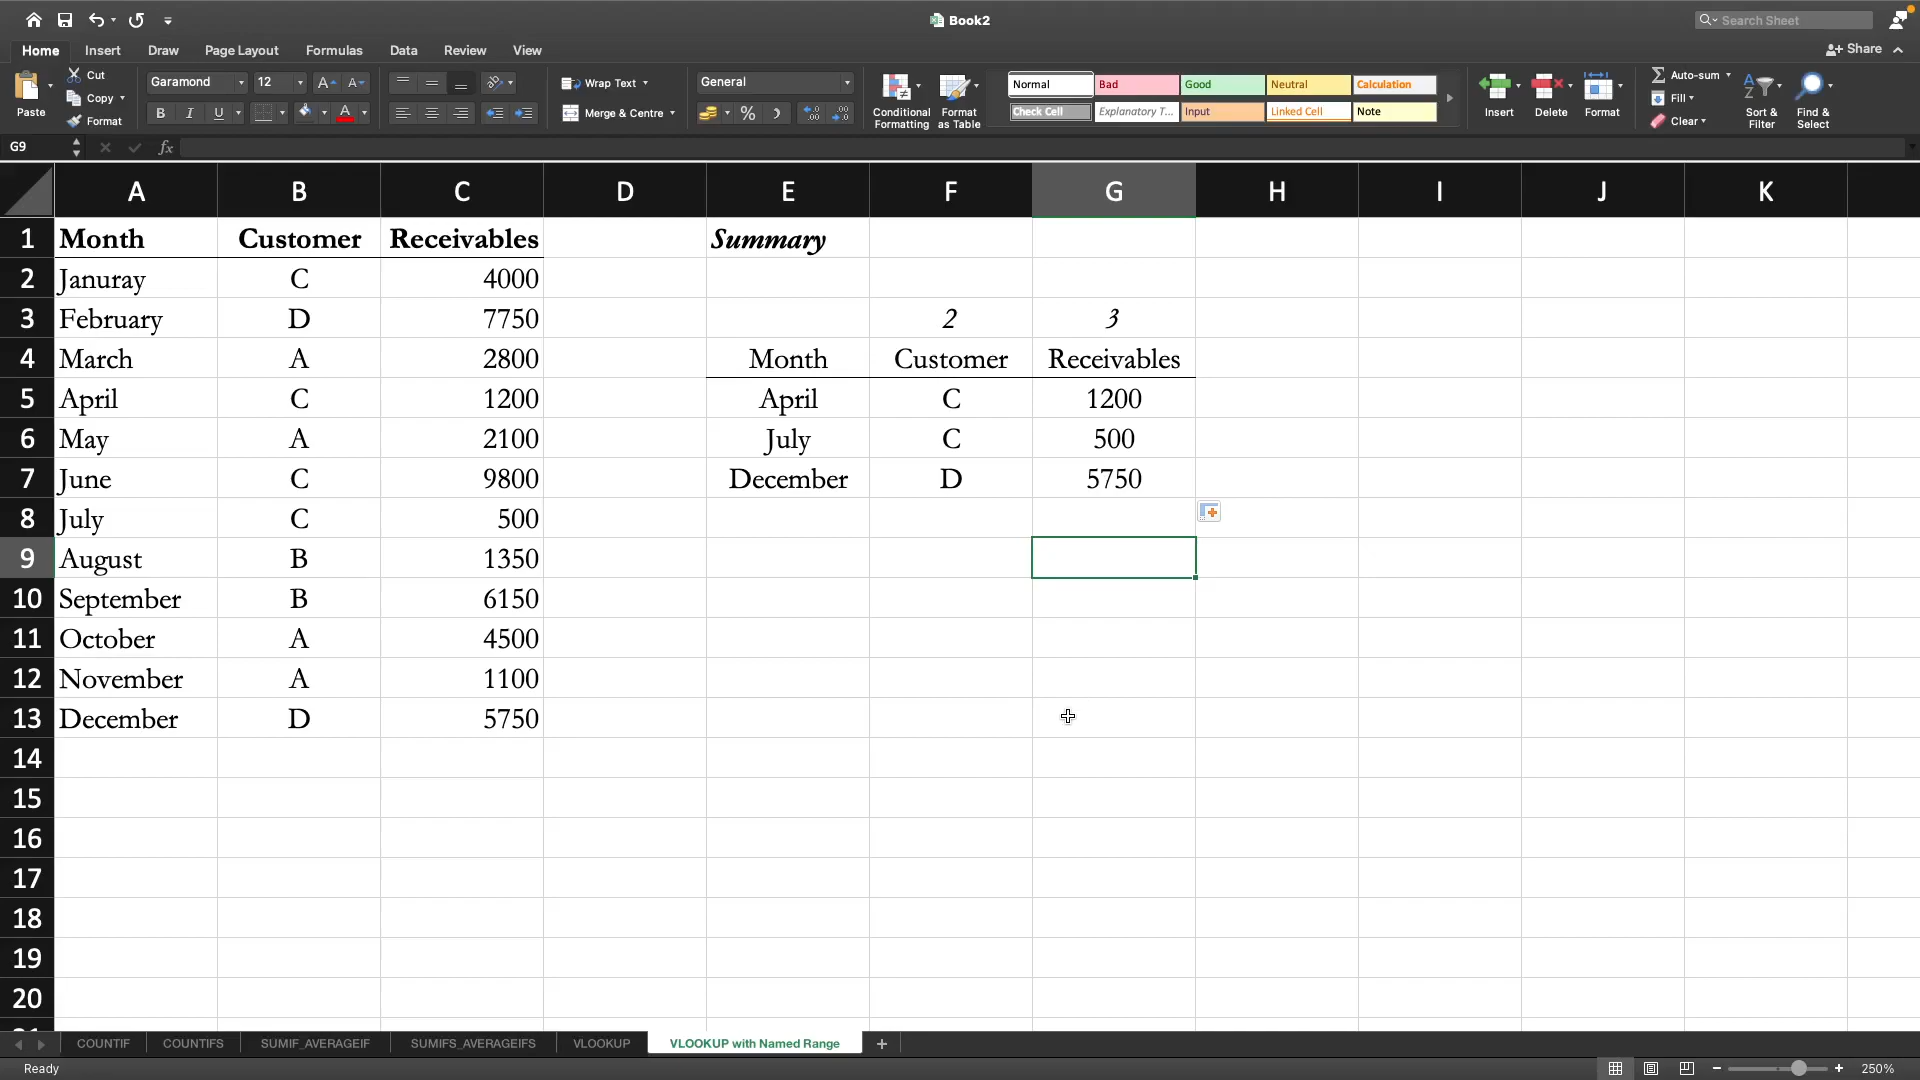 Book2
Search Sheet
Home Insert Draw Page Layout Formulas Data Review View
Share
Paste
Cut
Copy
Format
Garamond 12
B I U
Wrap Text
Merge & Centre
General
Conditional Formatting
Format as Table
Normal Bad Good Neutral Calculation
Check Cell Explanatory T... Input Linked Cell Note
Insert Delete Format
Auto-sum
Fill
Clear
Sort & Filter
Find & Select
G9 fx
A B C D E F G H I J K
1 Month Customer Receivables Summary
2 Januray C 4000
3 February D 7750 2 3
4 March A 2800 Month Customer Receivables
5 April C 1200 April C 1200
6 May A 2100 July C 500
7 June C 9800 December D 5750
8 July C 500
9 August B 1350
10 September B 6150
11 October A 4500
12 November A 1100
13 December D 5750
14
15
16
17
18
19
20
COUNTIF COUNTIFS SUMIF_AVERAGEIF SUMIFS_AVERAGEIFS VLOOKUP VLOOKUP with Named Range +
Ready
250%